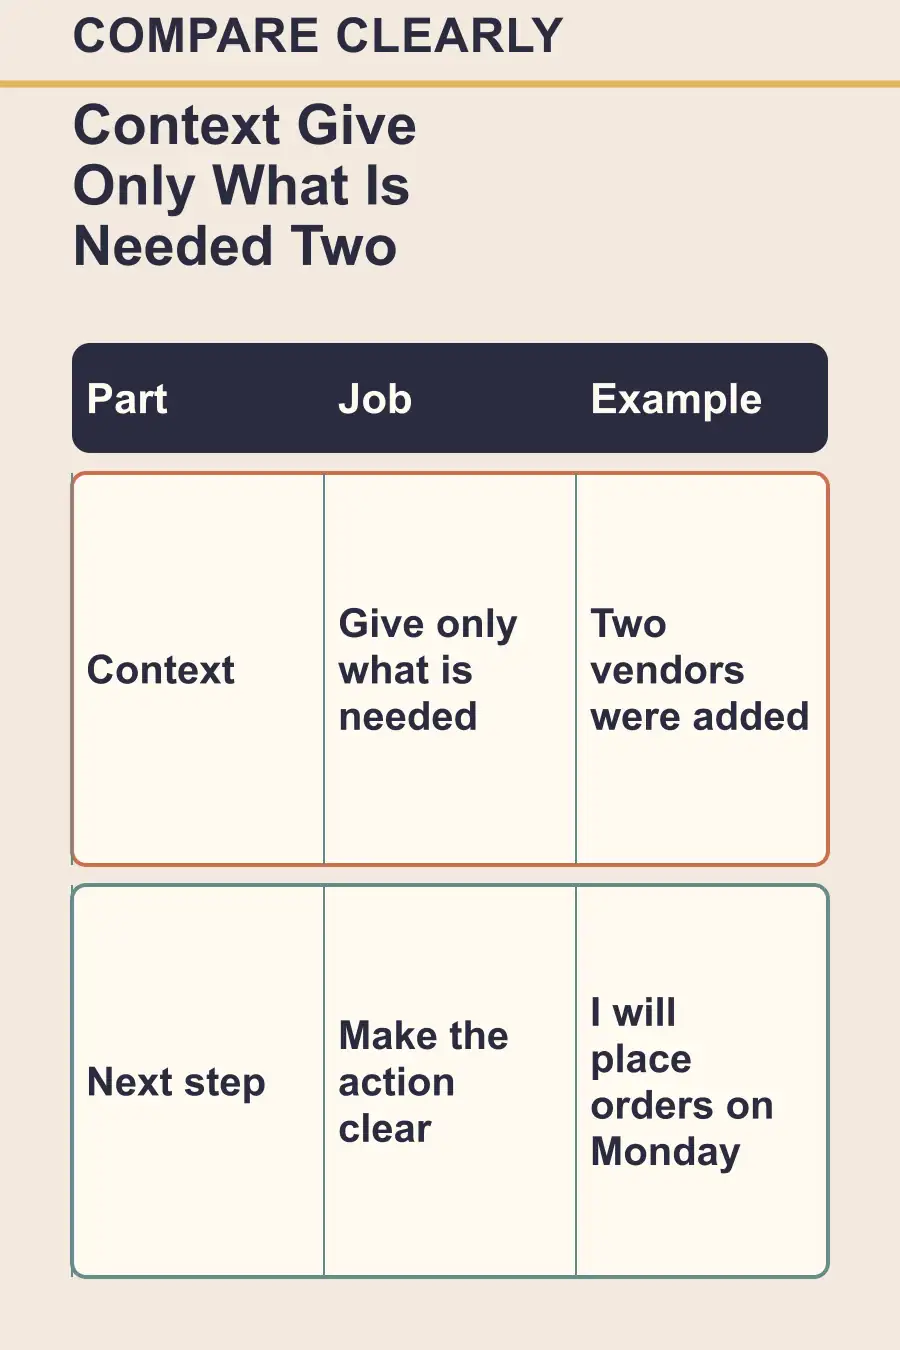 COMPARE CLEARLY
Context Give
Only What Is
Needed Two
Part Job Example
Context
Give only
what is
needed
Two
vendors
were added
Next step
Make the
action
clear
I will
place
orders on
Monday